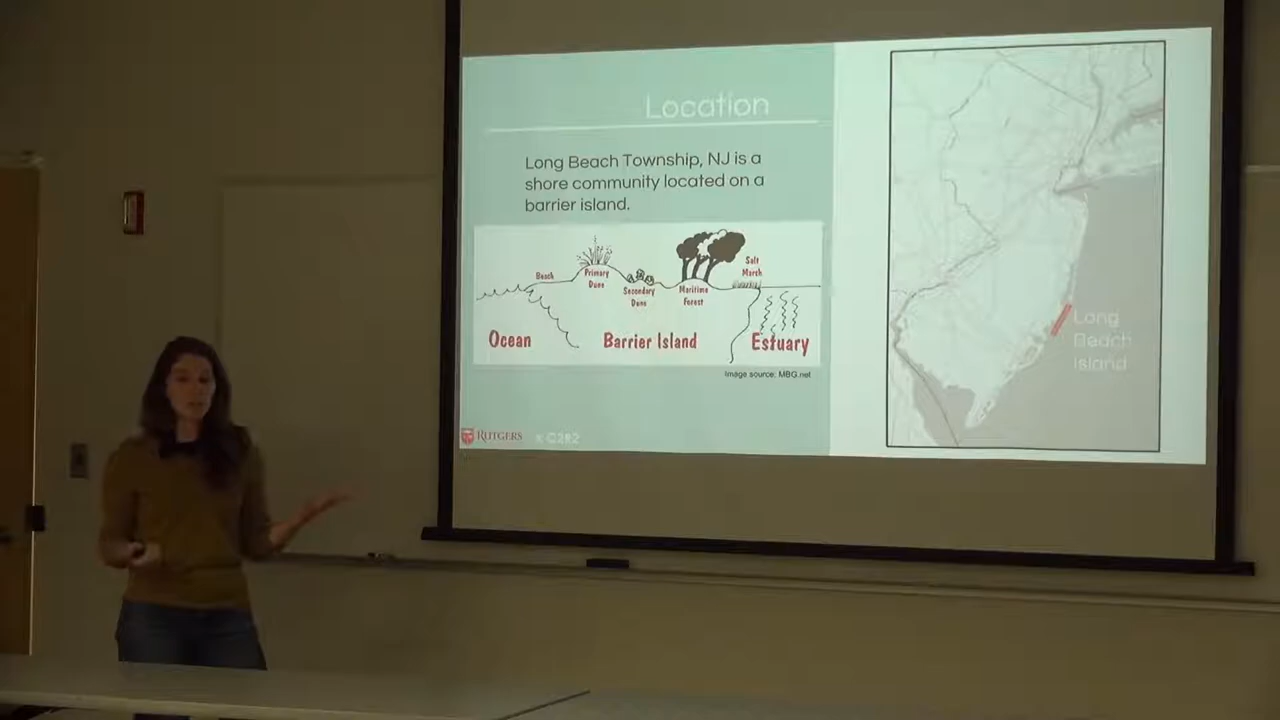 Location
Long Beach Township, NJ is a
shore community located on a
barrier island.
Beach
Primary
Dune
Secondary
Dune
Maritime
Forest
Salt
Marsh
Ocean
Barrier Island
Estuary
Image source: MBG.net
RUTGERS
Long
Beach
Island